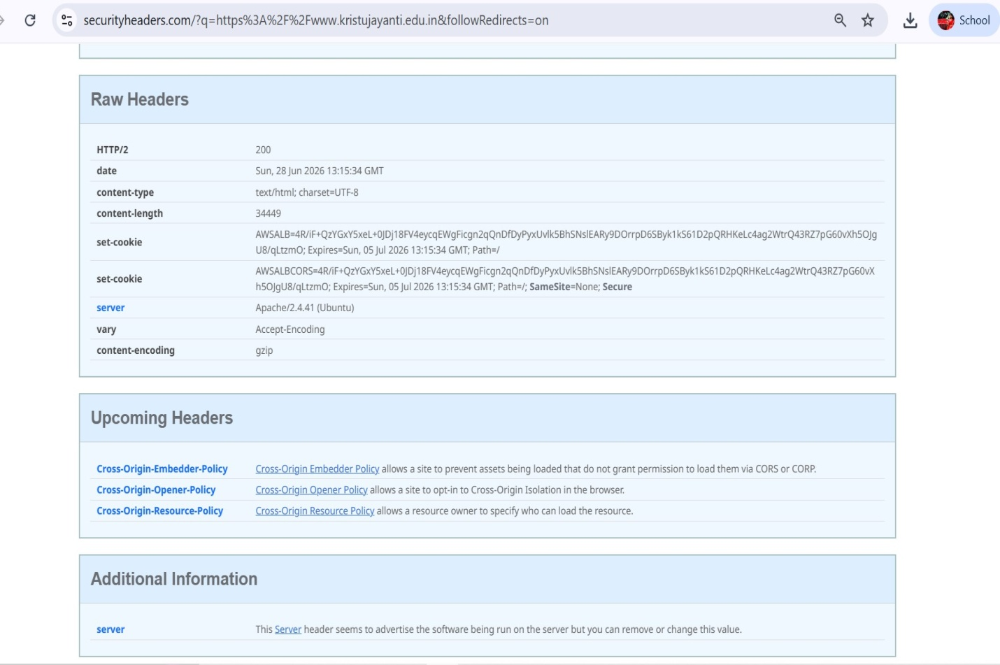 securityheaders.com/?q=https%3A%2F%2Fwww.kristujayanti.edu.in&followRedirects=on
School
Raw Headers
HTTP/2 200
date Sun, 28 Jun 2026 13:15:34 GMT
content-type text/html; charset=UTF-8
content-length 34449
set-cookie AWSALB=4R/iF+QzYGxY5xeL+0JDj18FV4eycqEWgFicgn2qQnDfDyPyxUvlk5BhSNslEARy9DOrrpD6SByk1kS61D2pQRHKeLc4ag2WtrQ43RZ7pG60vXh5OJg
U8/qLtzmO; Expires=Sun, 05 Jul 2026 13:15:34 GMT; Path=/
set-cookie AWSALBCORS=4R/iF+QzYGxY5xeL+0JDj18FV4eycqEWgFicgn2qQnDfDyPyxUvlk5BhSNslEARy9DOrrpD6SByk1kS61D2pQRHKeLc4ag2WtrQ43RZ7pG60vX
h5OJgU8/qLtzmO; Expires=Sun, 05 Jul 2026 13:15:34 GMT; Path=/; SameSite=None; Secure
server Apache/2.4.41 (Ubuntu)
vary Accept-Encoding
content-encoding gzip
Upcoming Headers
Cross-Origin-Embedder-Policy Cross-Origin Embedder Policy allows a site to prevent assets being loaded that do not grant permission to load them via CORS or CORP.
Cross-Origin-Opener-Policy Cross-Origin Opener Policy allows a site to opt-in to Cross-Origin Isolation in the browser.
Cross-Origin-Resource-Policy Cross-Origin Resource Policy allows a resource owner to specify who can load the resource.
Additional Information
server This Server header seems to advertise the software being run on the server but you can remove or change this value.